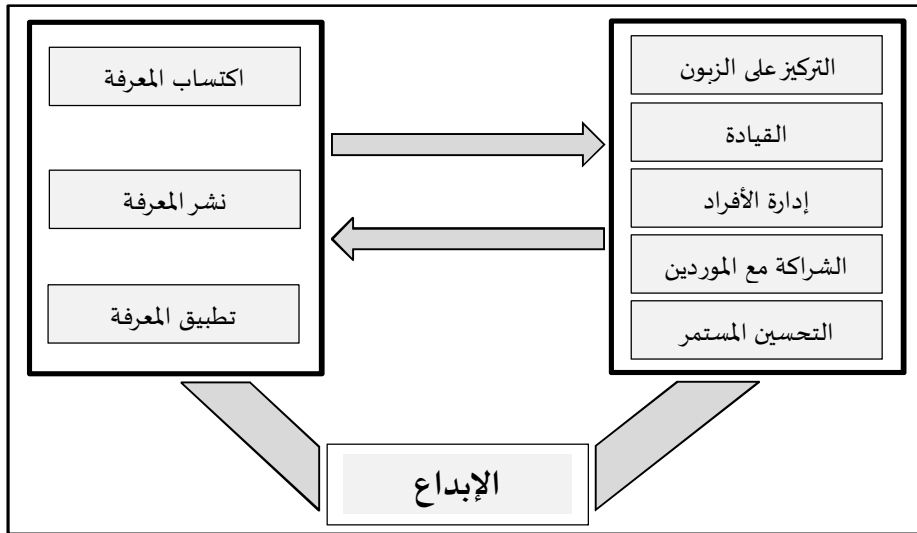 التركيز على الزبون
القيادة
إدارة الأفراد
الشراكة مع الموردين
التحسين المستمر
اكتساب المعرفة
نشر المعرفة
تطبيق المعرفة
الإبداع